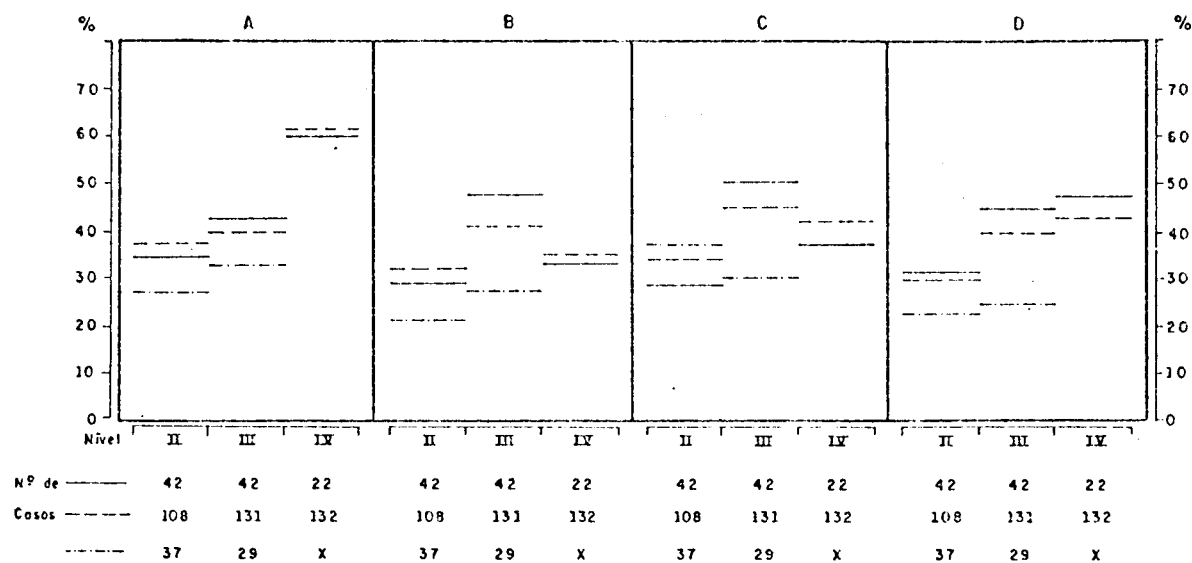 % A B C D %
70 70
60 60
50 50
40 40
30 30
20 20
10 10
0 0
Nível II III IV II III IV II III IV II III IV
Nº de 42 42 22 42 42 22 42 42 22 42 42 22
Casos 108 131 132 108 131 132 108 131 132 108 131 132
37 29 X 37 29 X 37 29 X 37 29 X